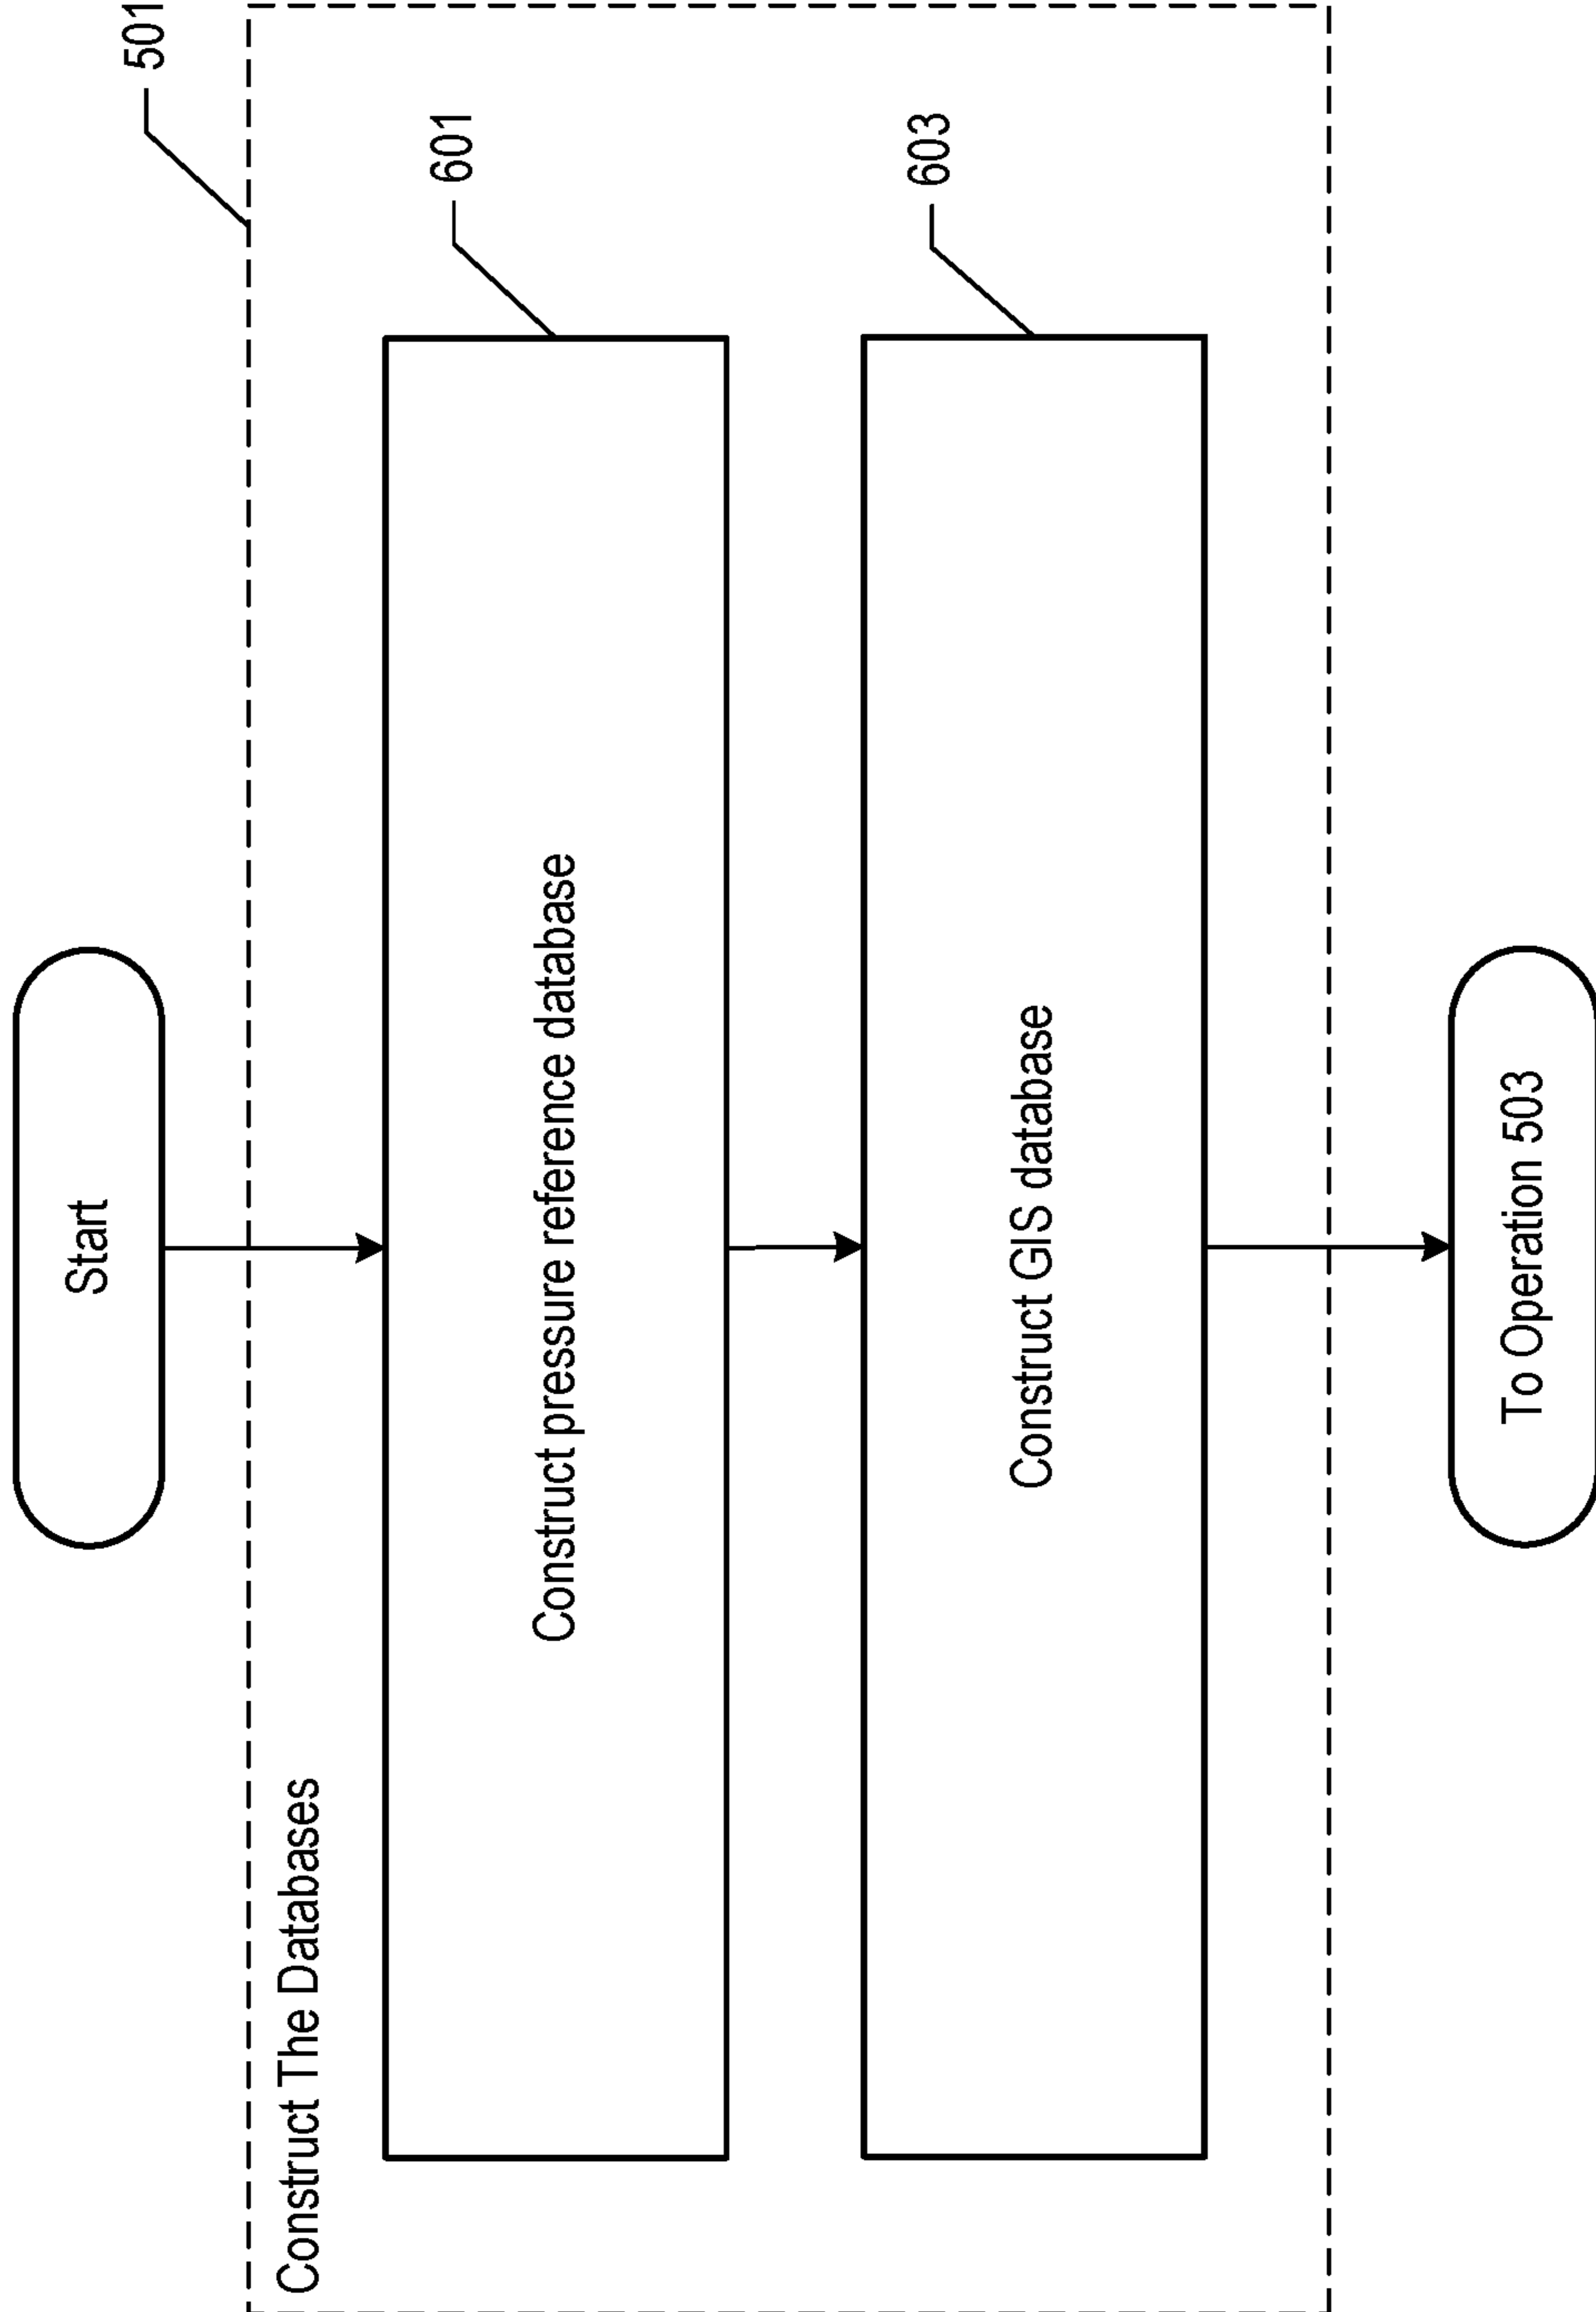 Start
501
Construct The Databases
601
Construct pressure reference database
603
Construct GIS database
To Operation 503